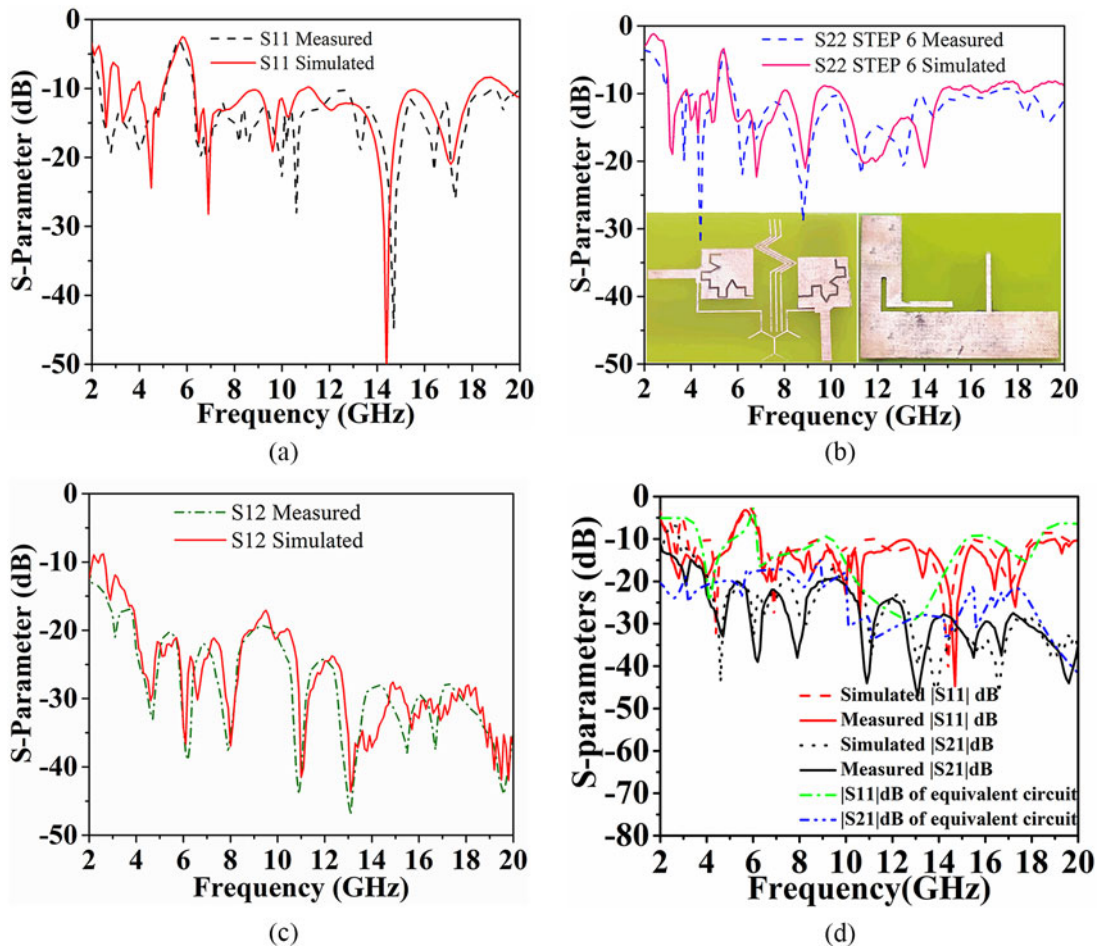 0
-10
-20
-30
-40
-50
S-Parameter (dB)
S11 Measured
S11 Simulated
2 4 6 8 10 12 14 16 18 20
Frequency (GHz)
(a)
0
-10
-20
-30
-40
-50
S-Parameter (dB)
S22 STEP 6 Measured
S22 STEP 6 Simulated
2 4 6 8 10 12 14 16 18 20
Frequency (GHz)
(b)
0
-10
-20
-30
-40
-50
S-Parameter (dB)
S12 Measured
S12 Simulated
2 4 6 8 10 12 14 16 18 20
Frequency (GHz)
(c)
0
-10
-20
-30
-40
-50
-60
-70
-80
S-parameters (dB)
Simulated |S11| dB
Measured |S11| dB
Simulated |S21|dB
Measured |S21|dB
|S11|dB of equivalent circuit
|S21|dB of equivalent circuit
2 4 6 8 10 12 14 16 18 20
Frequency(GHz)
(d)